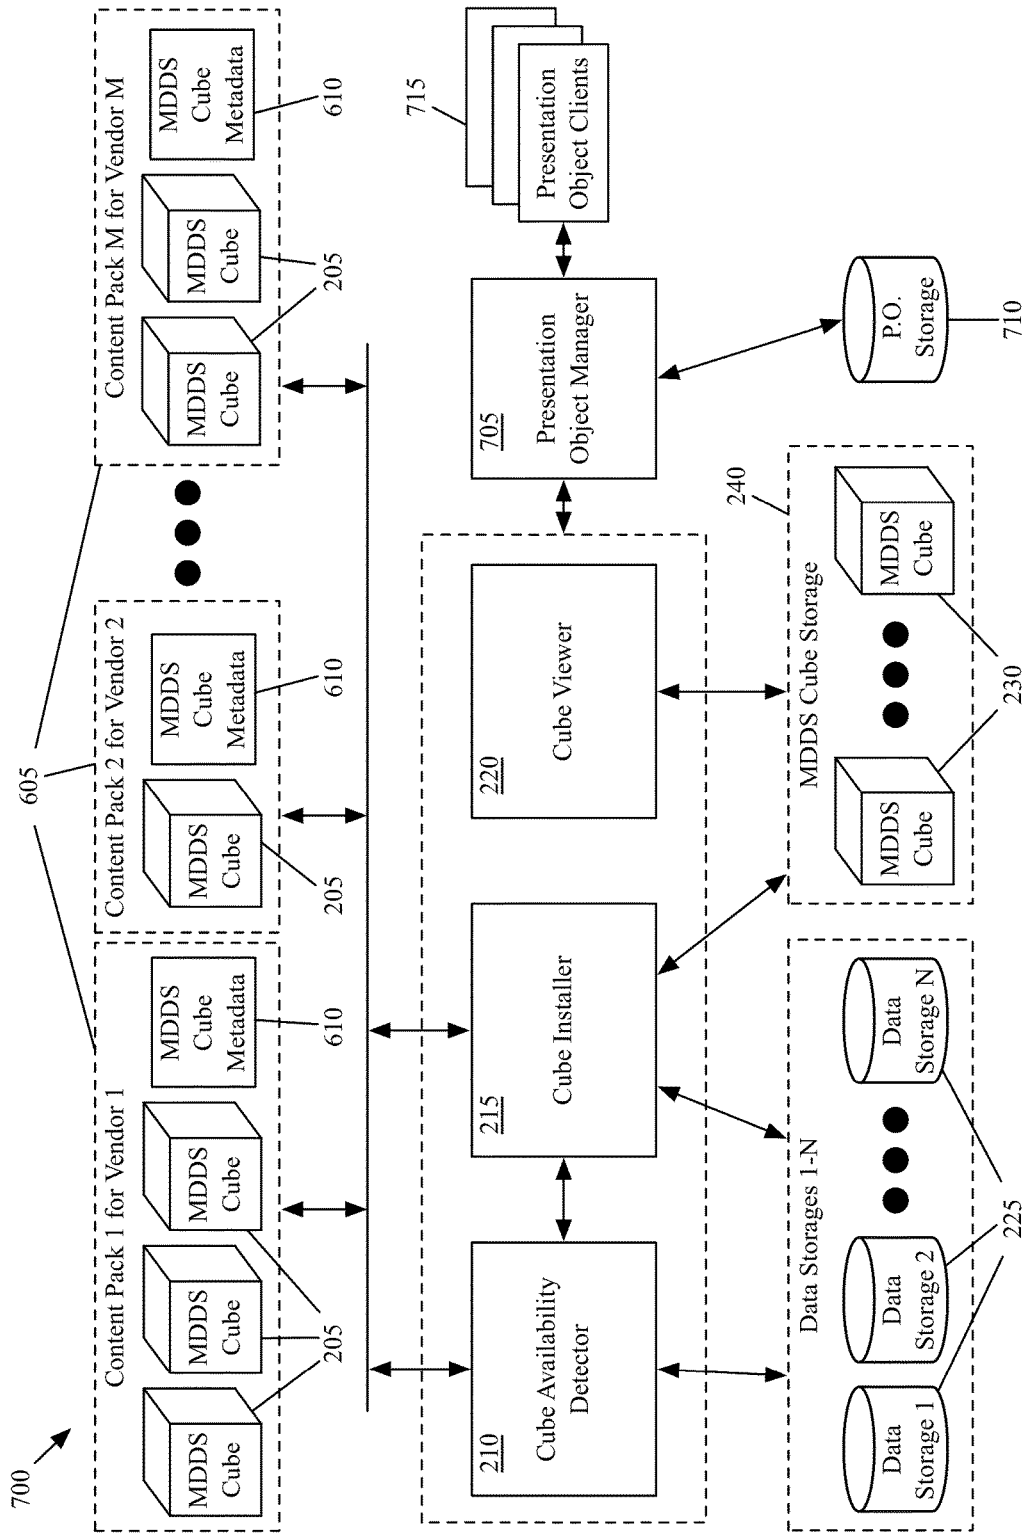 700
605
Content Pack 1 for Vendor 1
MDDS
Cube
MDDS
Cube
MDDS
Cube
MDDS
Cube
Metadata
205
610
Content Pack 2 for Vendor 2
MDDS
Cube
MDDS
Cube
Metadata
205
610
Content Pack M for Vendor M
MDDS
Cube
MDDS
Cube
MDDS
Cube
Metadata
205
610
210
Cube Availability
Detector
215
Cube Installer
220
Cube Viewer
705
Presentation
Object Manager
715
Presentation
Object Clients
Data Storages 1-N
Data
Storage 1
Data
Storage 2
Data
Storage N
225
240
MDDS Cube Storage
MDDS
Cube
MDDS
Cube
230
P.O.
Storage
710